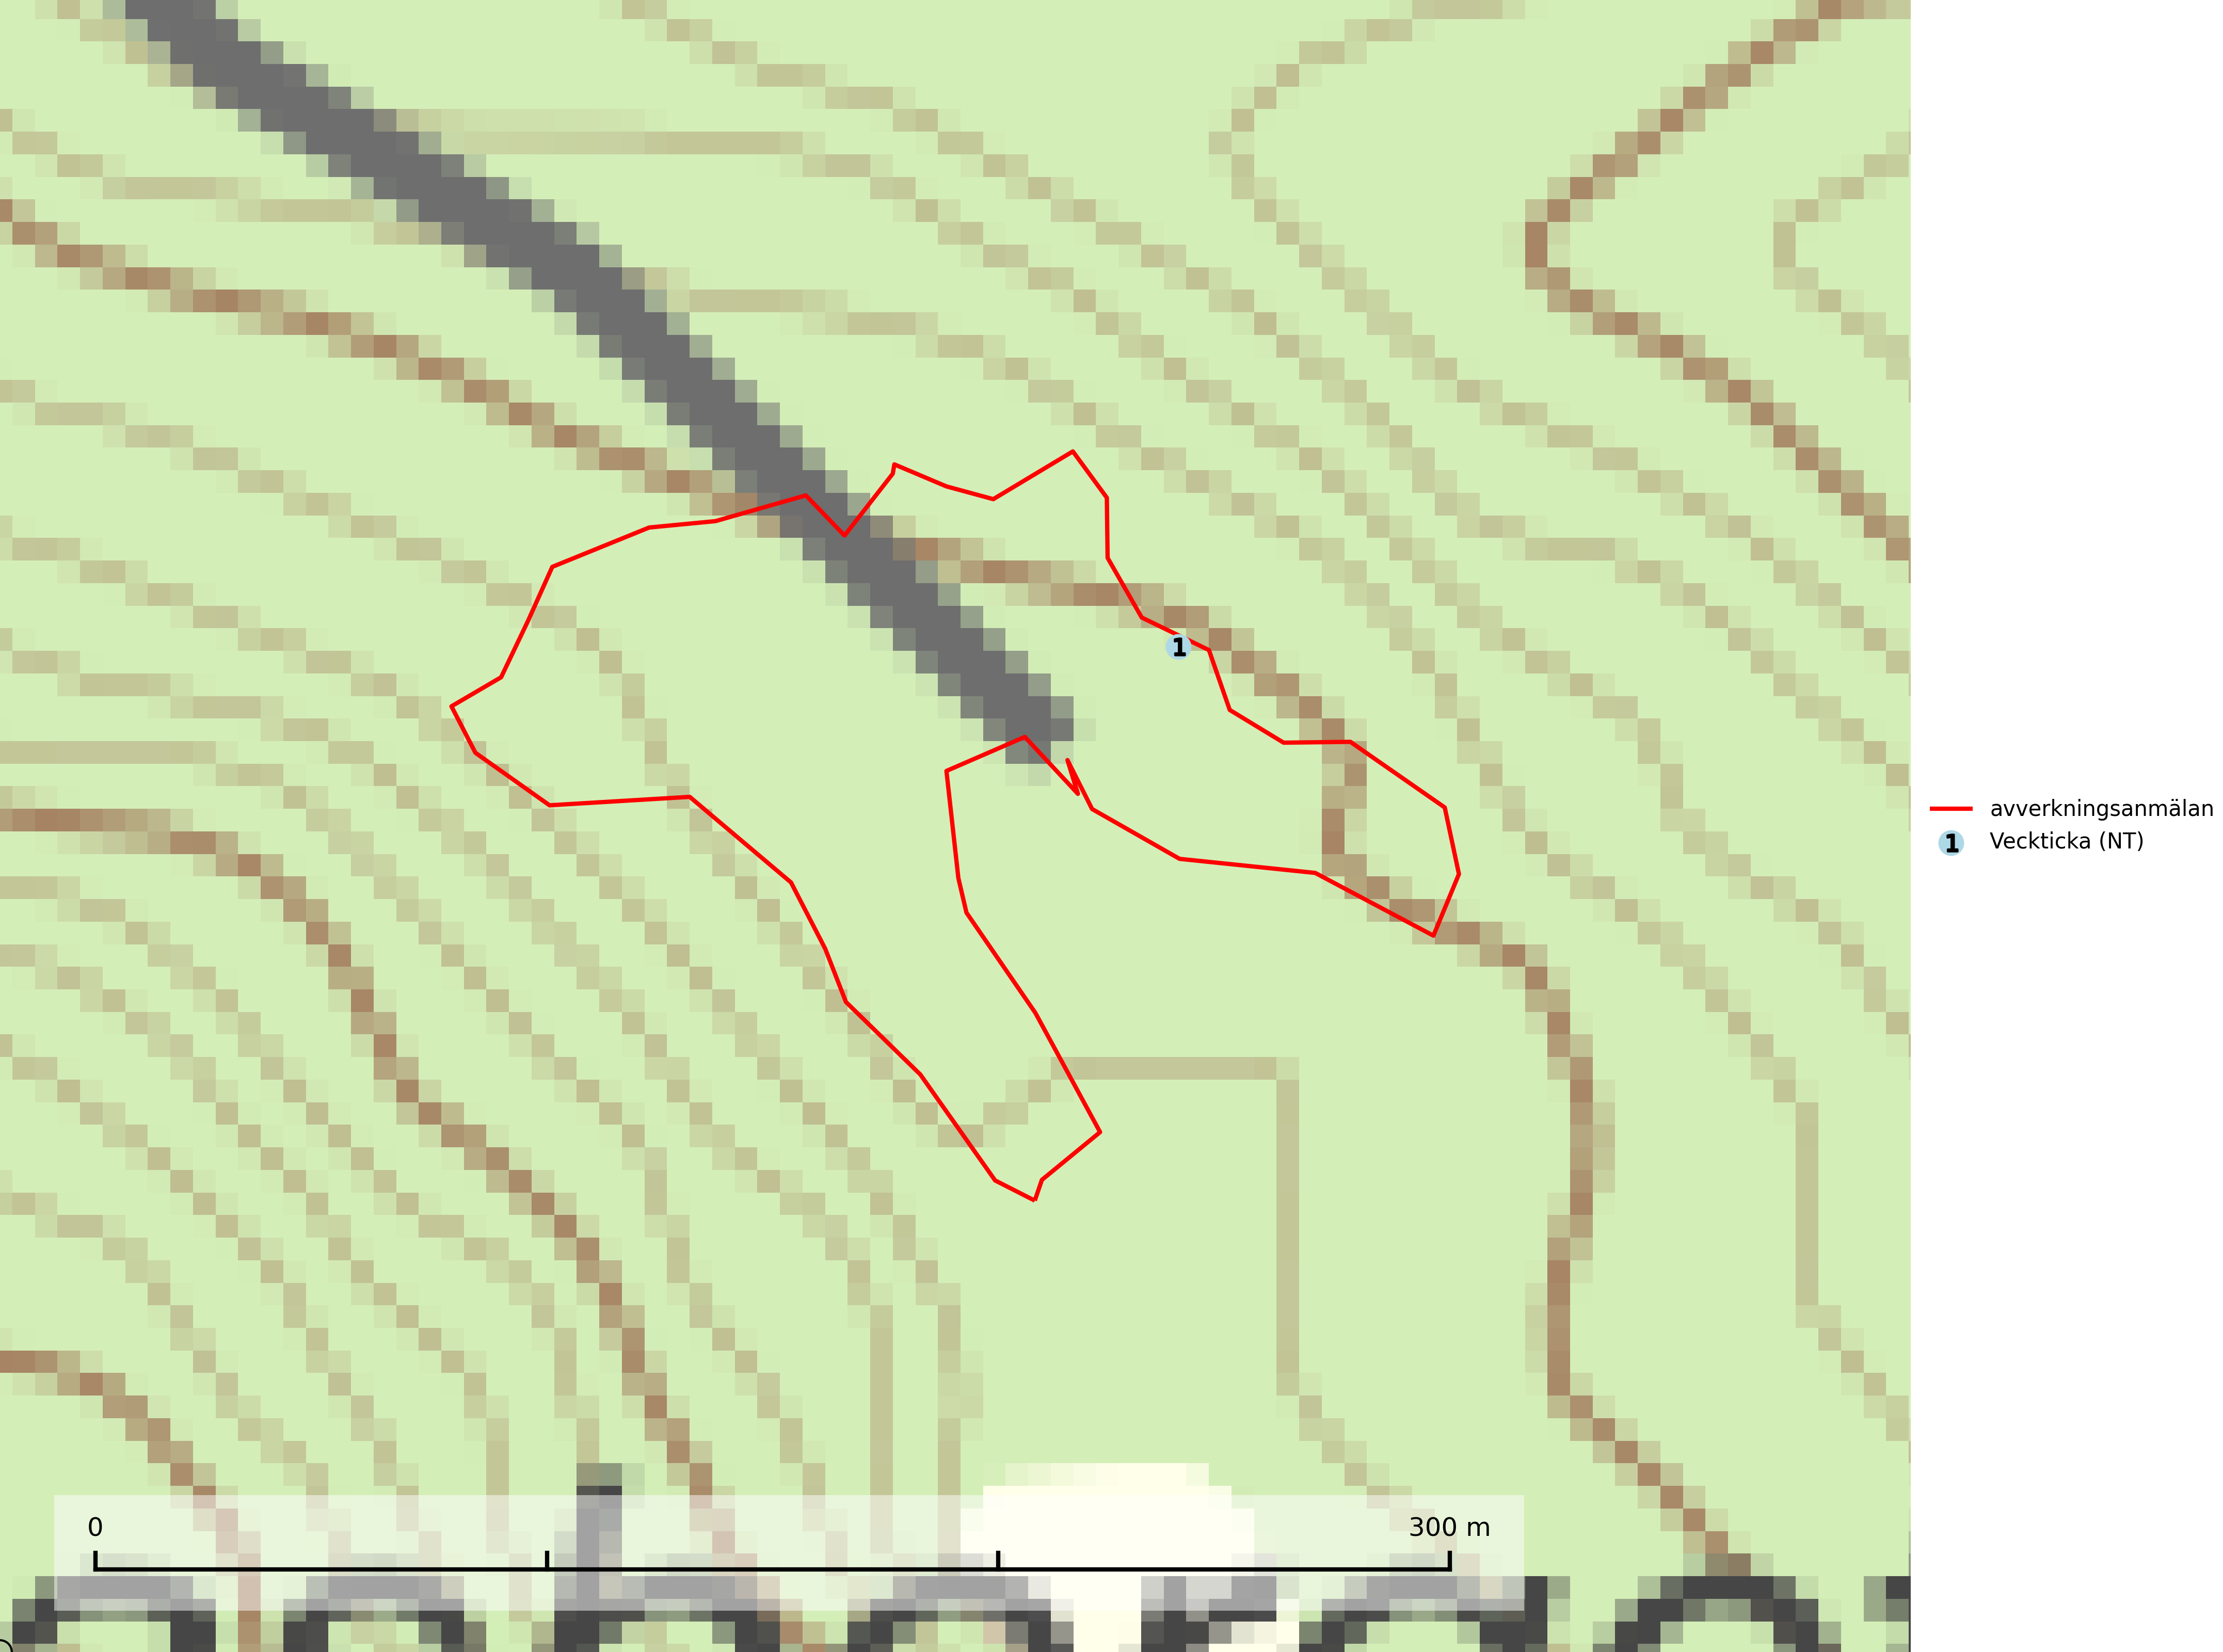 1
avverkningsanmälan
1 Veckticka (NT)
0 300 m